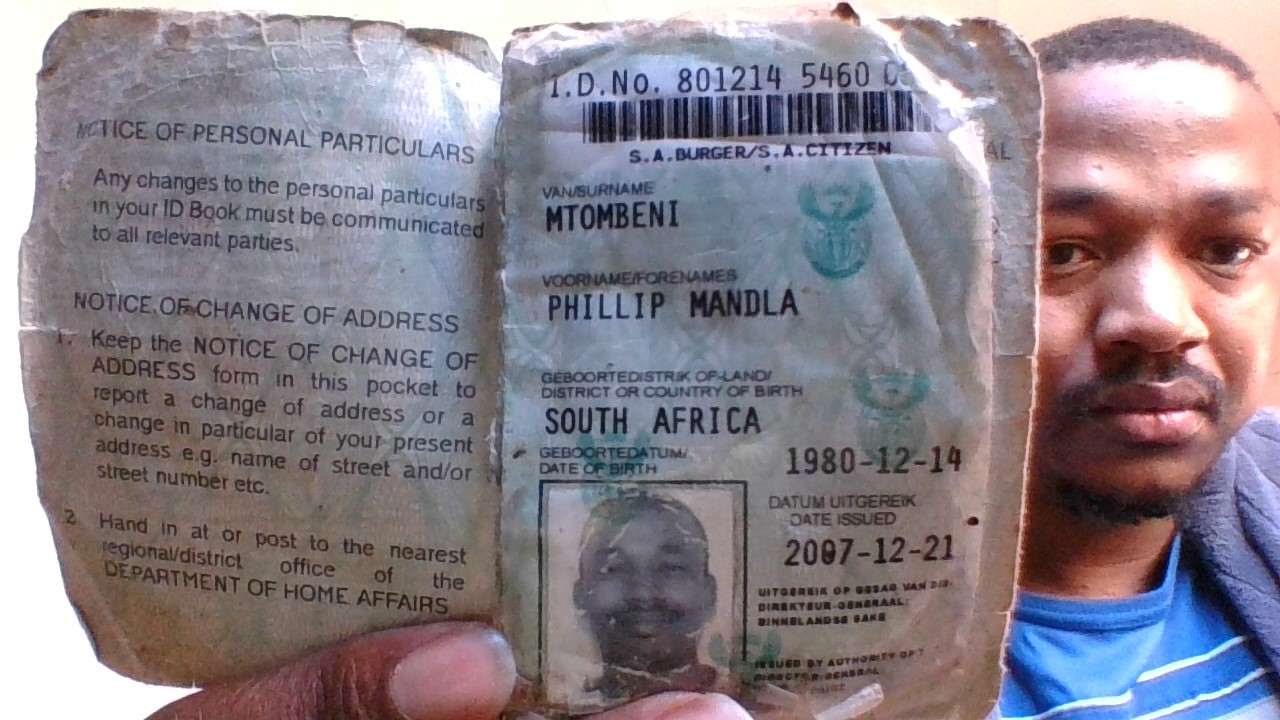 NOTICE OF PERSONAL PARTICULARS
Any changes to the personal particulars
in your ID Book must be communicated
to all relevant parties.
NOTICE OF CHANGE OF ADDRESS
1. Keep the NOTICE OF CHANGE OF
ADDRESS form in this pocket to
report a change of address or a
change in particular of your present
address e.g. name of street and/or
street number etc.
2. Hand in at or post to the nearest
regional/district office of the
DEPARTMENT OF HOME AFFAIRS
I.D.No. 801214 5460
S.A.BURGER/S.A.CITIZEN
VAN/SURNAME
MTOMBENI
VOORNAME/FORENAMES
PHILLIP MANDLA
GEBOORTEDISTRIK OF-LAND/
DISTRICT OR COUNTRY OF BIRTH
SOUTH AFRICA
GEBOORTEDATUM/
DATE OF BIRTH
1980-12-14
DATUM UITGEREIK
DATE ISSUED
2007-12-21
UITGEREIK OP GESAG VAN DIE
DIREKTEUR-GENERAAL:
BINNELANDSE SAKE
ISSUED BY AUTHORITY OF
DIRECTOR-GENERAL: